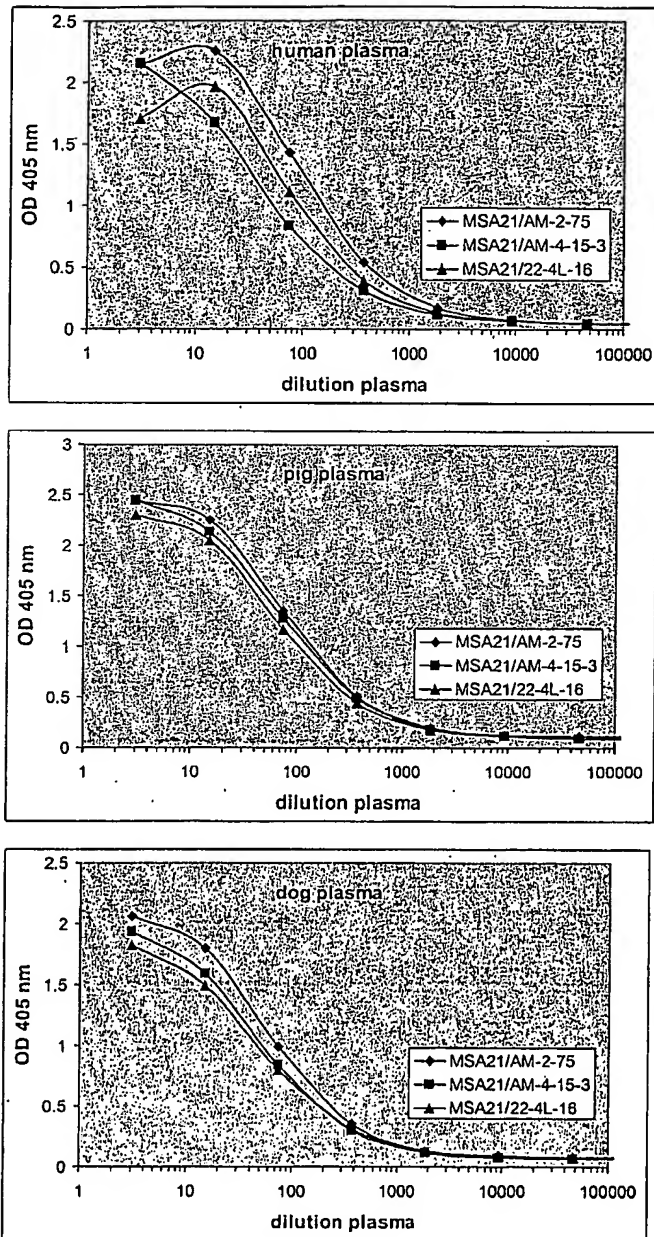 human plasma
OD 405 nm
2.5
2
1.5
1
0.5
0
1
10
100
1000
10000
100000
dilution plasma
MSA21/AM-2-75
MSA21/AM-4-15-3
MSA21/22-4L-16
pig plasma
OD 405 nm
3
2.5
2
1.5
1
0.5
0
1
10
100
1000
10000
100000
dilution plasma
MSA21/AM-2-75
MSA21/AM-4-15-3
MSA21/22-4L-16
dog plasma
OD 405 nm
2.5
2
1.5
1
0.5
0
1
10
100
1000
10000
100000
dilution plasma
MSA21/AM-2-75
MSA21/AM-4-15-3
MSA21/22-4L-16